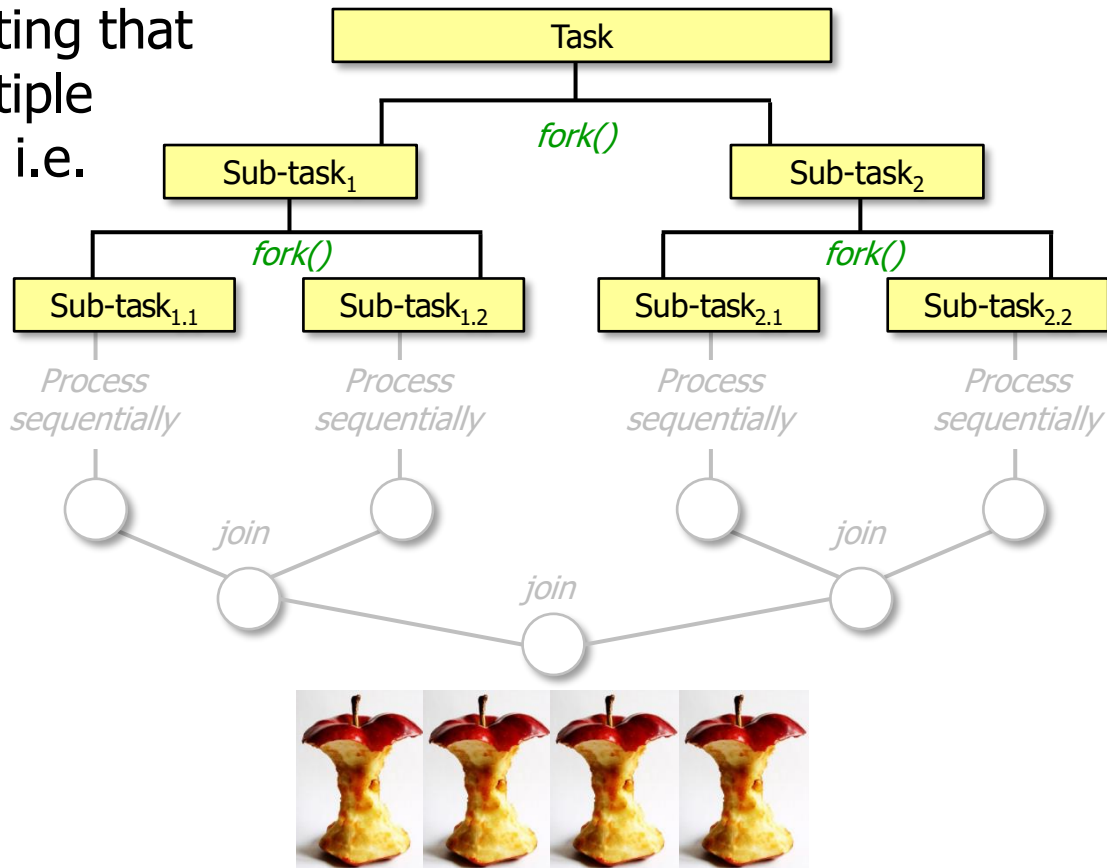 ting that
tiple
i.e.
Task
fork()
Sub-task₁
Sub-task₂
fork()
fork()
Sub-task₁.₁
Sub-task₁.₂
Sub-task₂.₁
Sub-task₂.₂
Process
sequentially
Process
sequentially
Process
sequentially
Process
sequentially
join
join
join